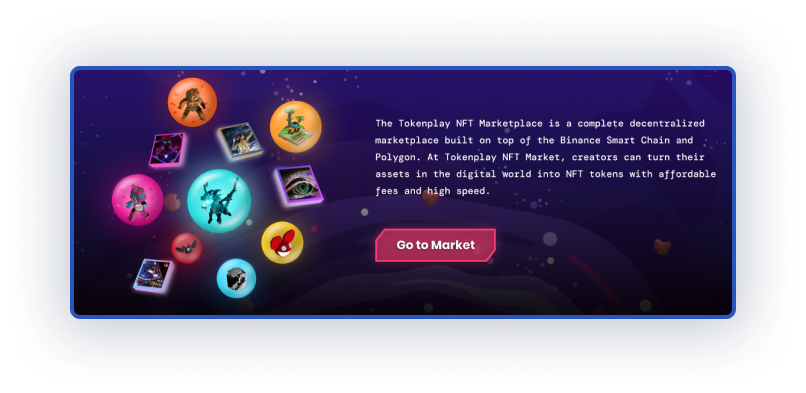 The Tokenplay NFT Marketplace is a complete decentralized
marketplace built on top of the Binance Smart Chain and
Polygon. At Tokenplay NFT Market, creators can turn their
assets in the digital world into NFT tokens with affordable
fees and high speed.
Go to Market